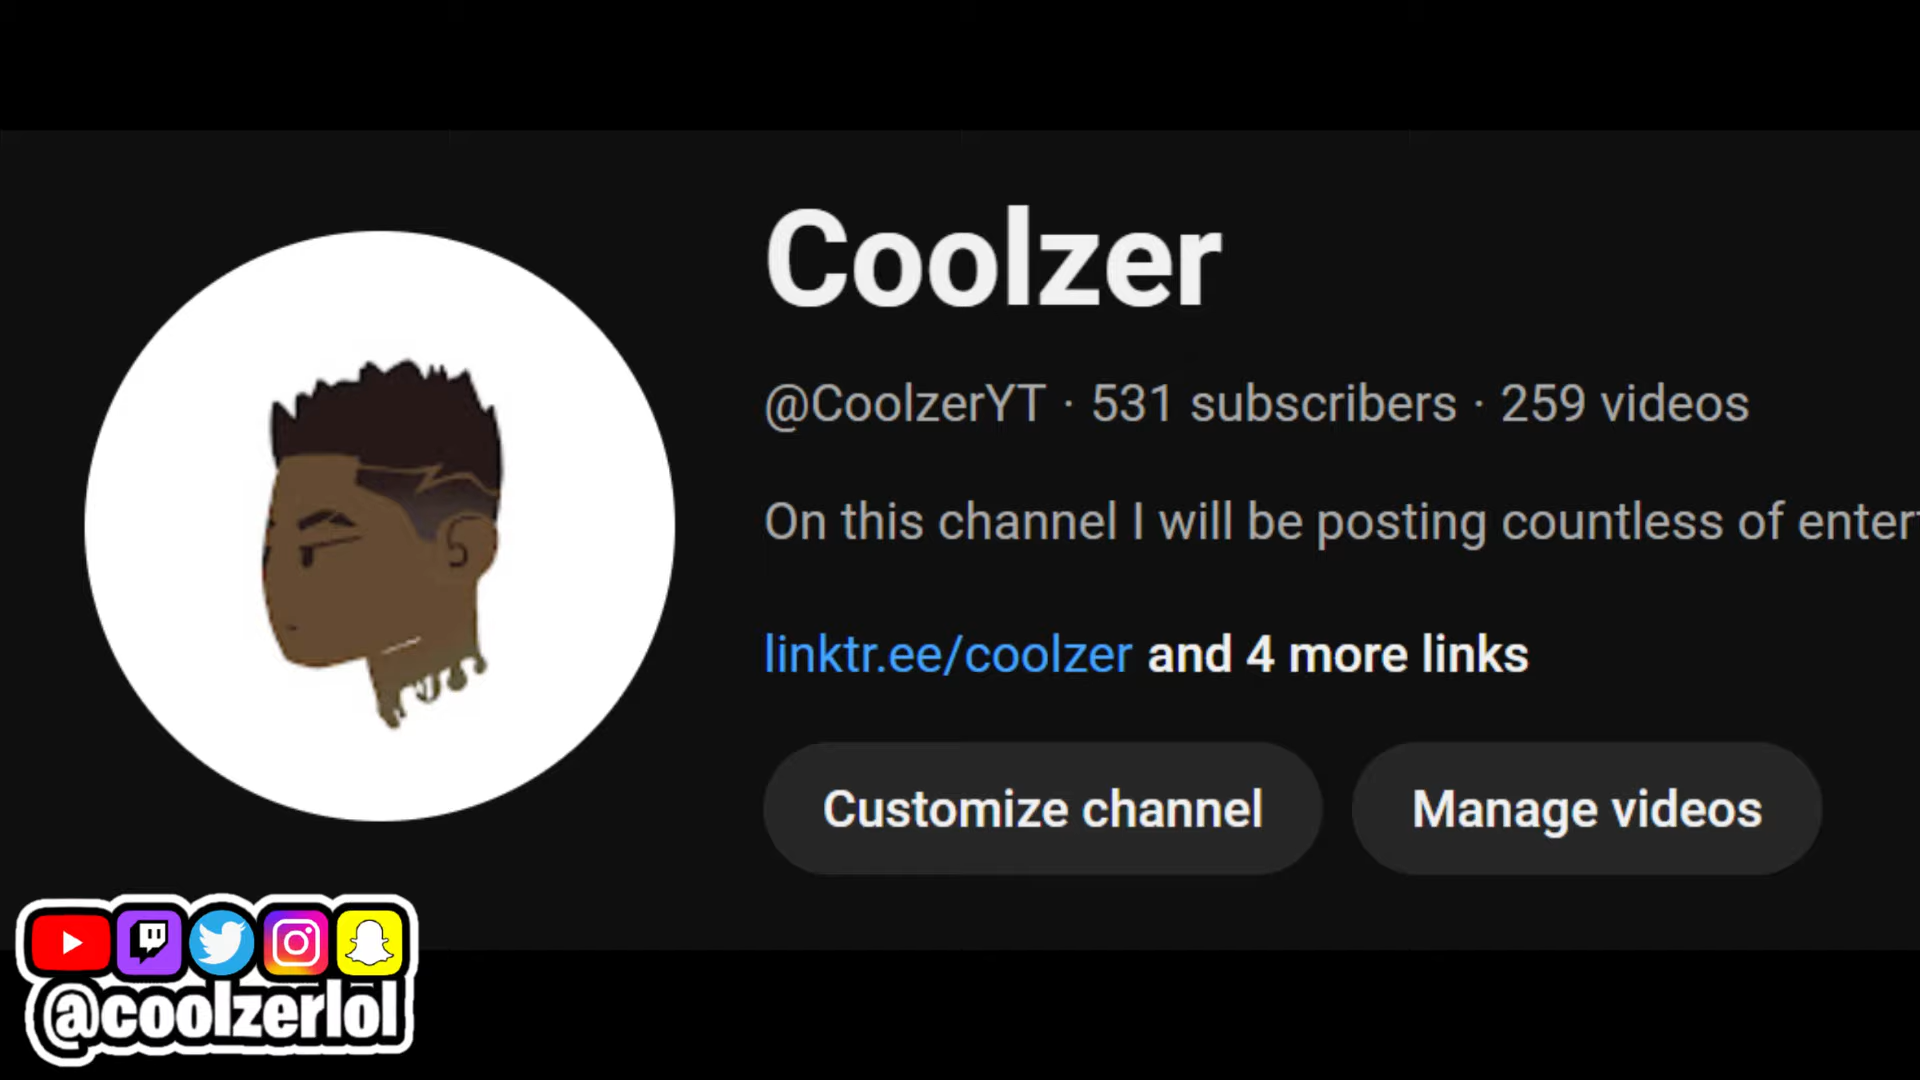 Coolzer
@CoolzerYT · 531 subscribers · 259 videos
On this channel I will be posting countless of enter
linktr.ee/coolzer and 4 more links
Customize channel
Manage videos
@coolzerlol